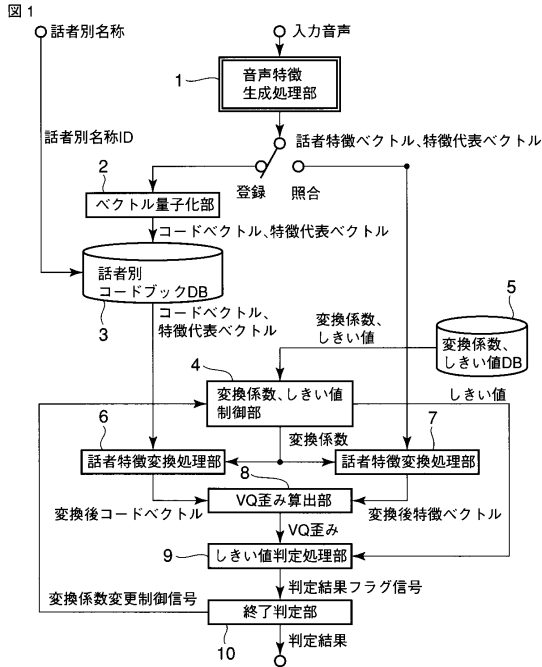 図1
話者別名称
入力音声
1
音声特徴
生成処理部
話者別名称ID
話者特徴ベクトル、特徴代表ベクトル
登録
照合
2
ベクトル量子化部
コードベクトル、特徴代表ベクトル
話者別
コードブックDB
3
コードベクトル、
特徴代表ベクトル
変換係数、
しきい値
5
変換係数、
しきい値DB
4
変換係数、しきい値
制御部
しきい値
変換係数
6
話者特徴変換処理部
7
話者特徴変換処理部
8
VQ歪み算出部
変換後コードベクトル
変換後特徴ベクトル
VQ歪み
9
しきい値判定処理部
判定結果フラグ信号
変換係数変更制御信号
終了判定部
10
判定結果